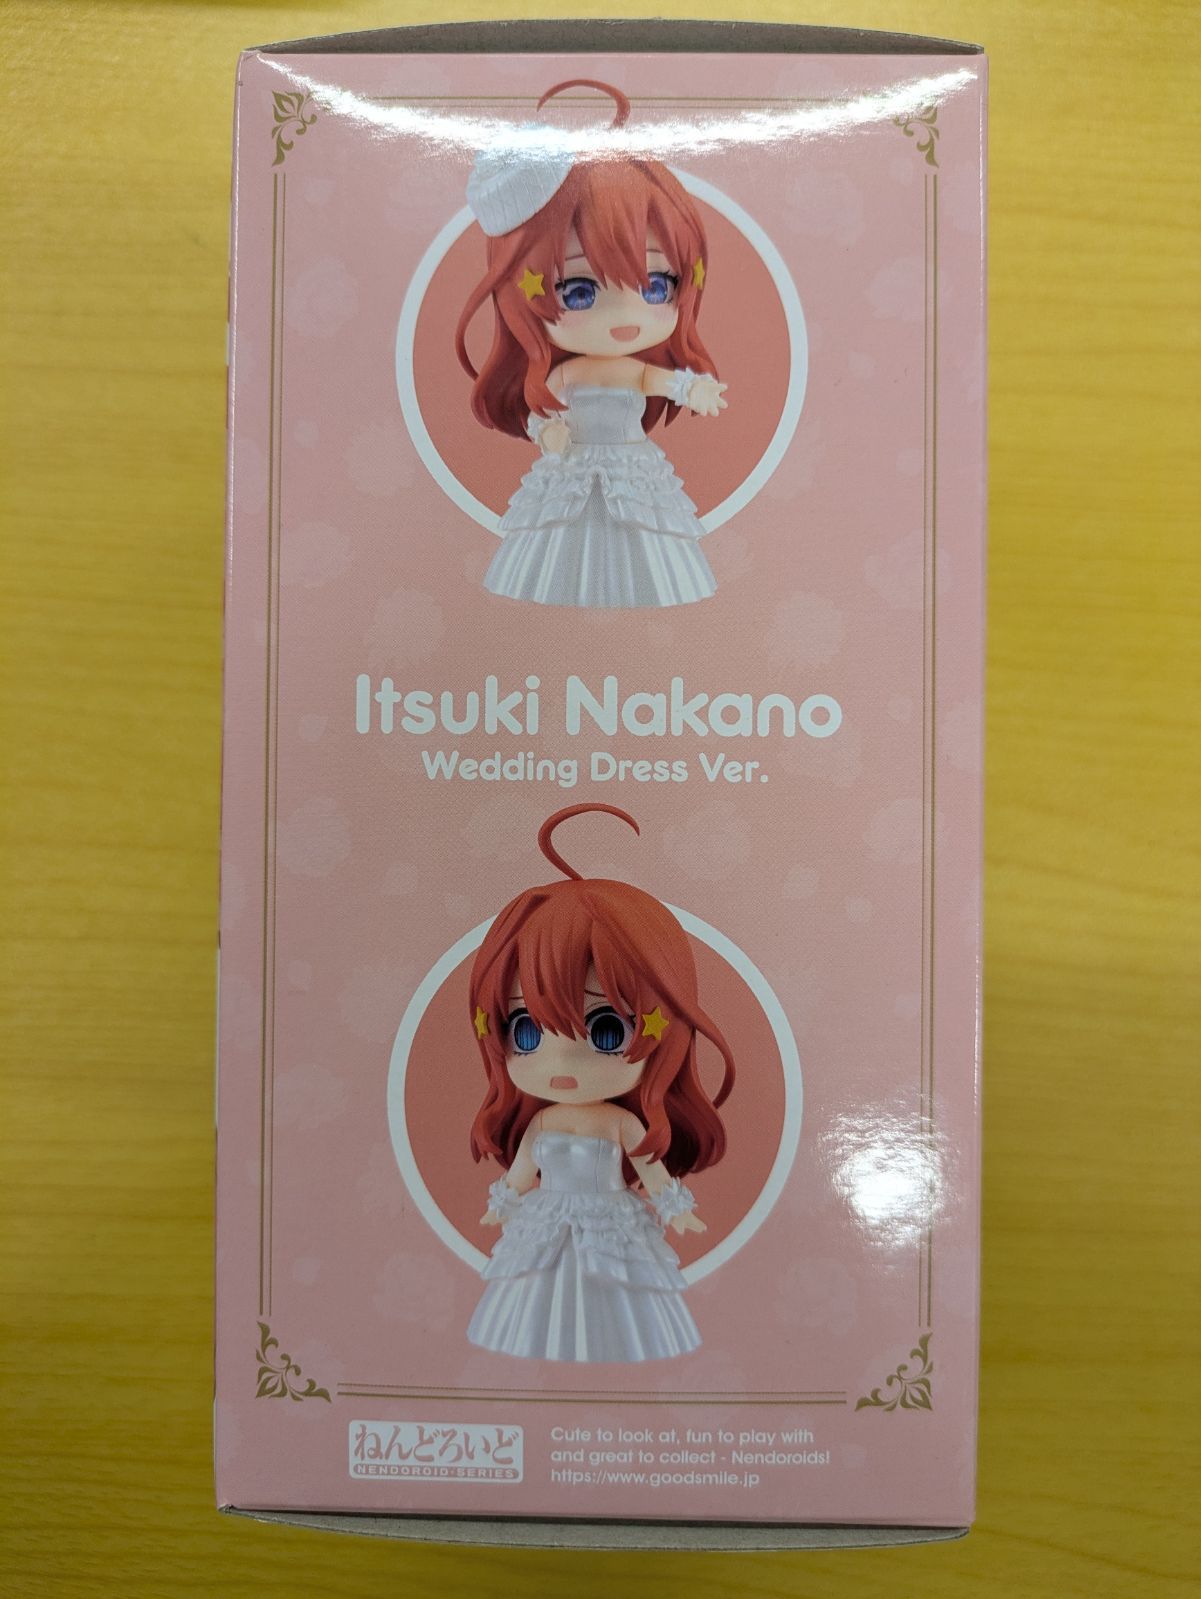 Itsuki Nakano
Wedding Dress Ver.
ねんどろいど
NENDOROID·SERIES
Cute to look at, fun to play with
and great to collect - Nendoroids!
https://www.goodsmile.jp